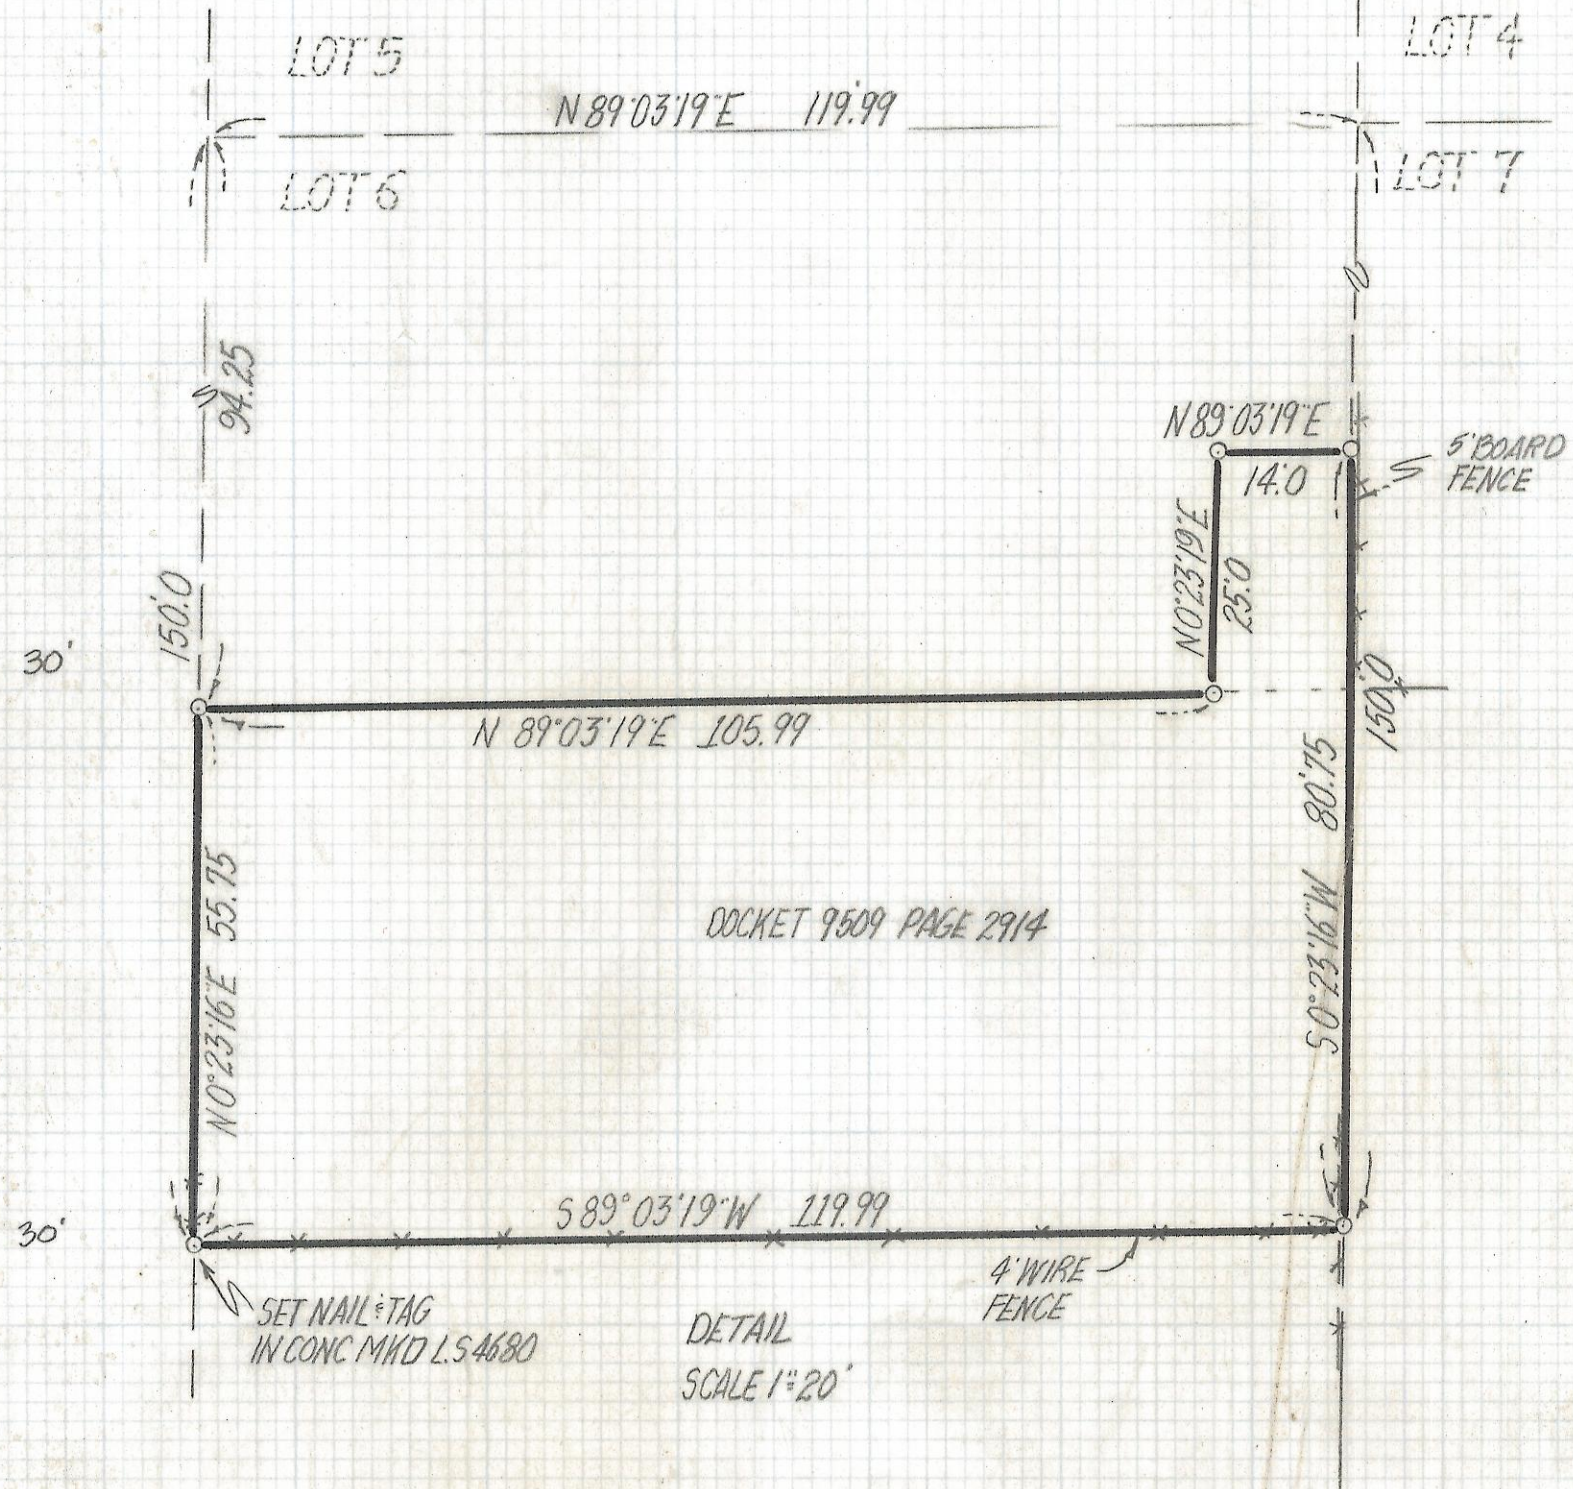 LOT 5
LOT 4
N 89°03'19"E 119.99
LOT 6
LOT 7
94.25
N 89°03'19"E
14.0
5' BOARD
FENCE
N0°23'19"E
25.0
150.0
30'
150.0
N 89°03'19"E 105.99
S0°23'16"W 80.75
N0°23'16"E 55.75
DOCKET 9509 PAGE 2914
30'
S 89°03'19"W 119.99
4' WIRE
FENCE
SET NAIL & TAG
IN CONC MKD L.S 4680
DETAIL
SCALE 1"=20'